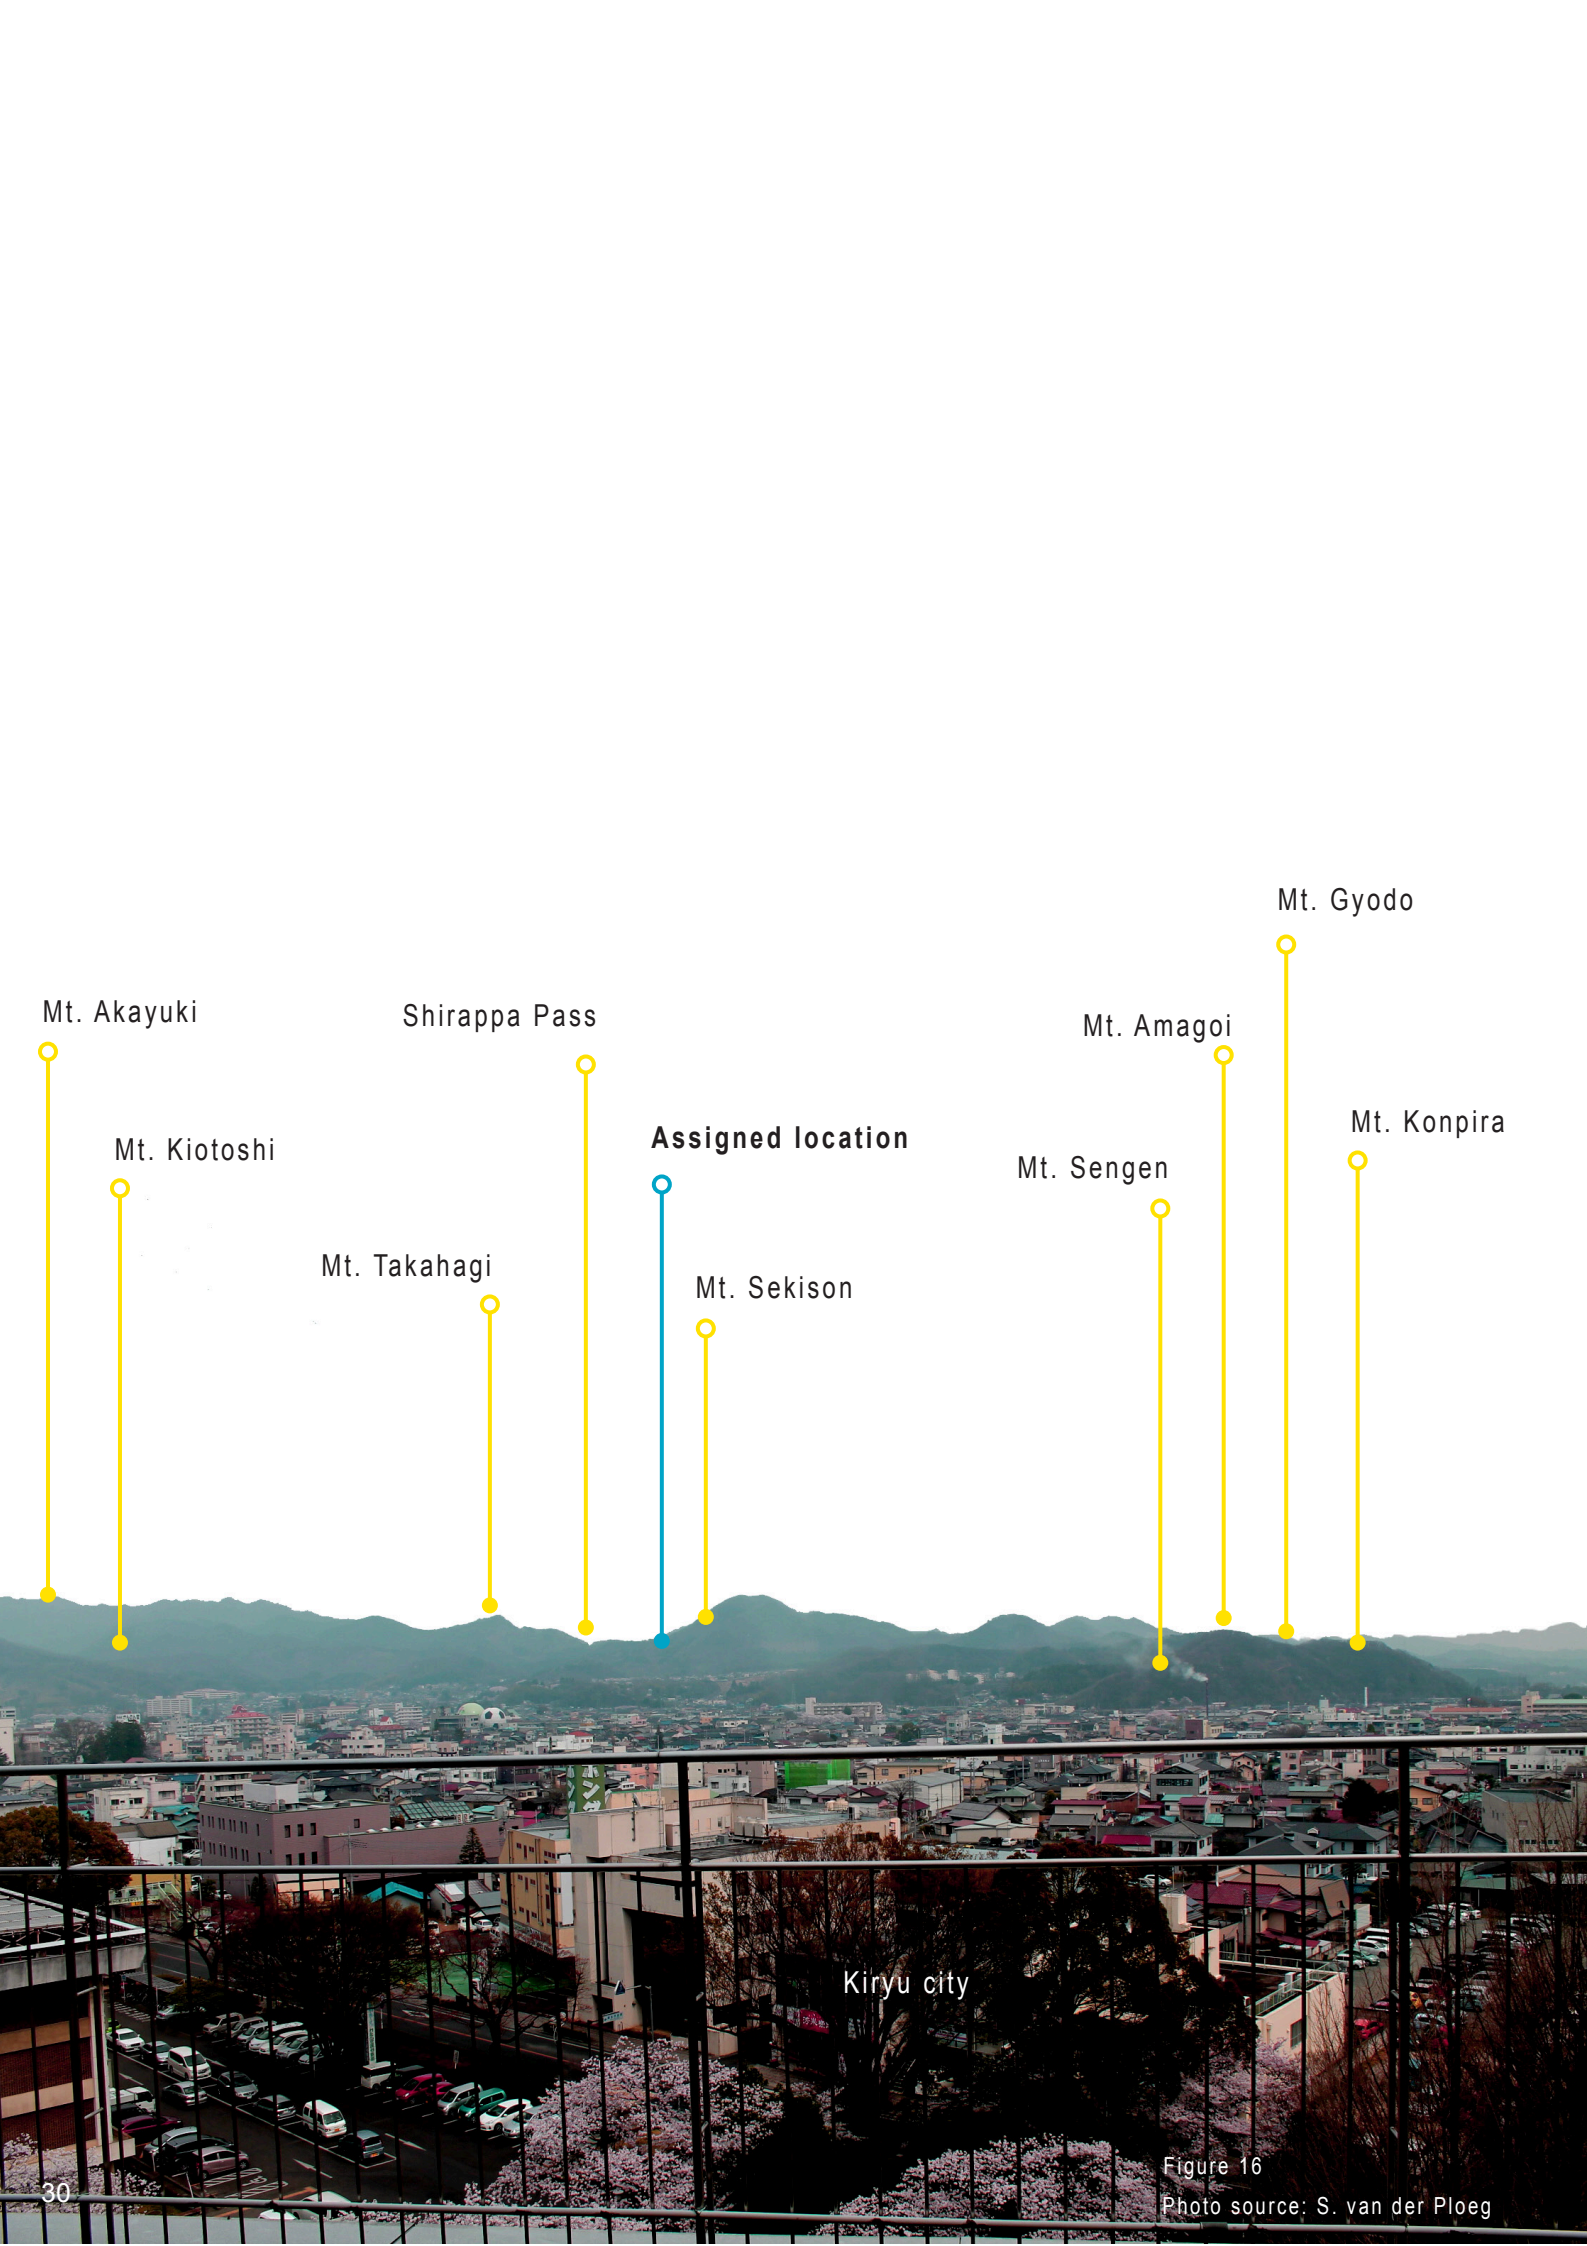 Mt. Gyodo
Mt. Akayuki
Shirappa Pass
Mt. Amagoi
Mt. Konpira
Assigned location
Mt. Kiotoshi
Mt. Sengen
Mt. Takahagi
Mt. Sekison
Kiryu city
Figure 16
30
Photo source: S. van der Ploeg